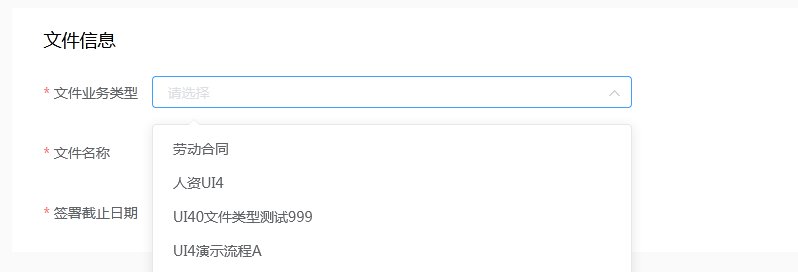 文件信息
* 文件业务类型 请选择
劳动合同
* 文件名称
人资UI4
* 签署截止日期
UI40文件类型测试999
UI4演示流程A